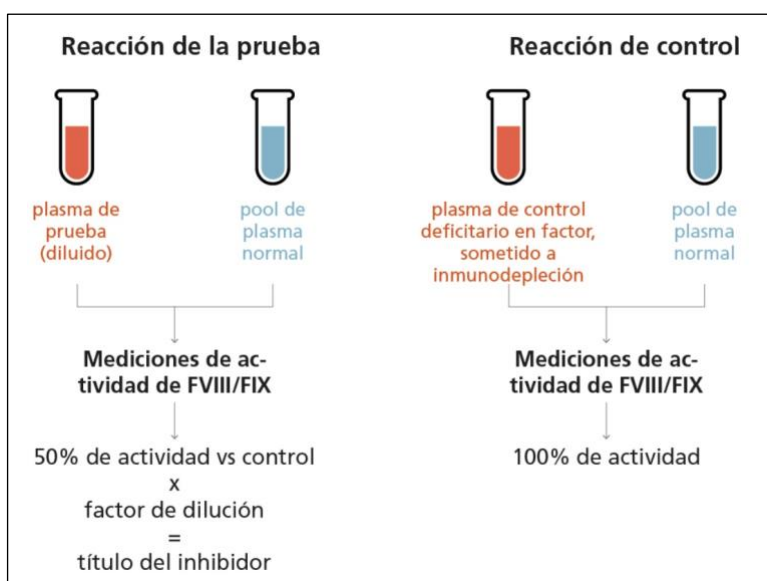 Reacción de la prueba
plasma de
prueba
(diluido)
pool de
plasma
normal
Mediciones de ac-
tividad de FVIII/FIX
50% de actividad vs control
x
factor de dilución
=
título del inhibidor
Reacción de control
plasma de control
deficitario en factor,
sometido a
inmunodepleción
pool de
plasma
normal
Mediciones de ac-
tividad de FVIII/FIX
100% de actividad